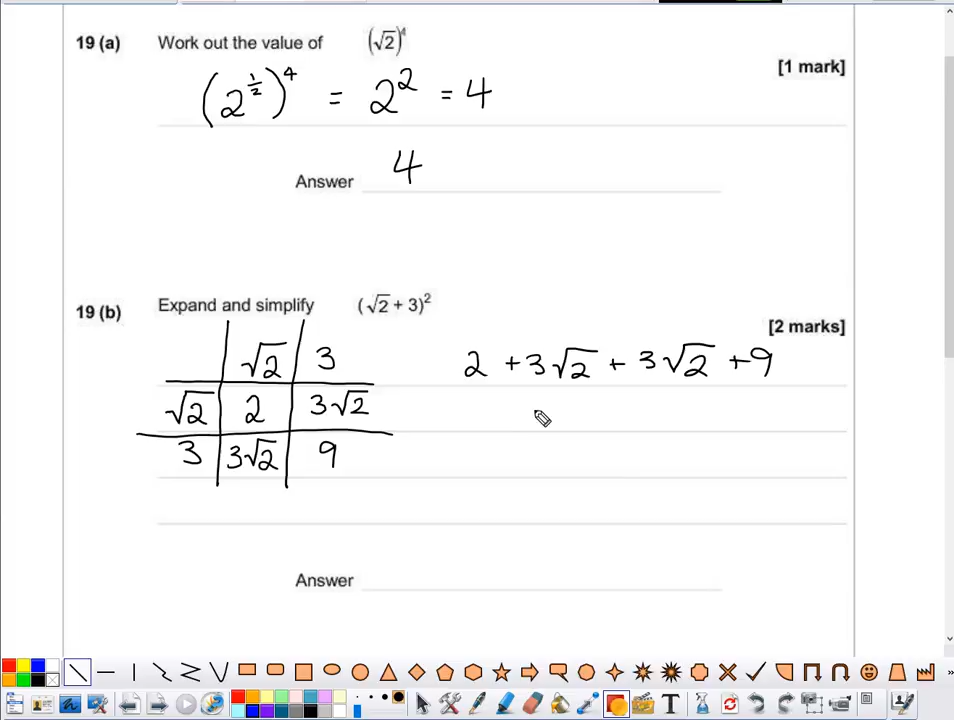 19 (a) Work out the value of (√2)⁴
[1 mark]
(2^½)⁴ = 2² = 4
Answer 4
19 (b) Expand and simplify (√2 + 3)²
[2 marks]
√2 3
√2 2 3√2
3 3√2 9
2 + 3√2 + 3√2 + 9
Answer
T